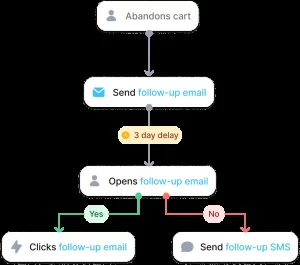 Abandons cart
Send follow-up email
3 day delay
Opens follow-up email
Yes
No
Clicks follow-up email
Send follow-up SMS